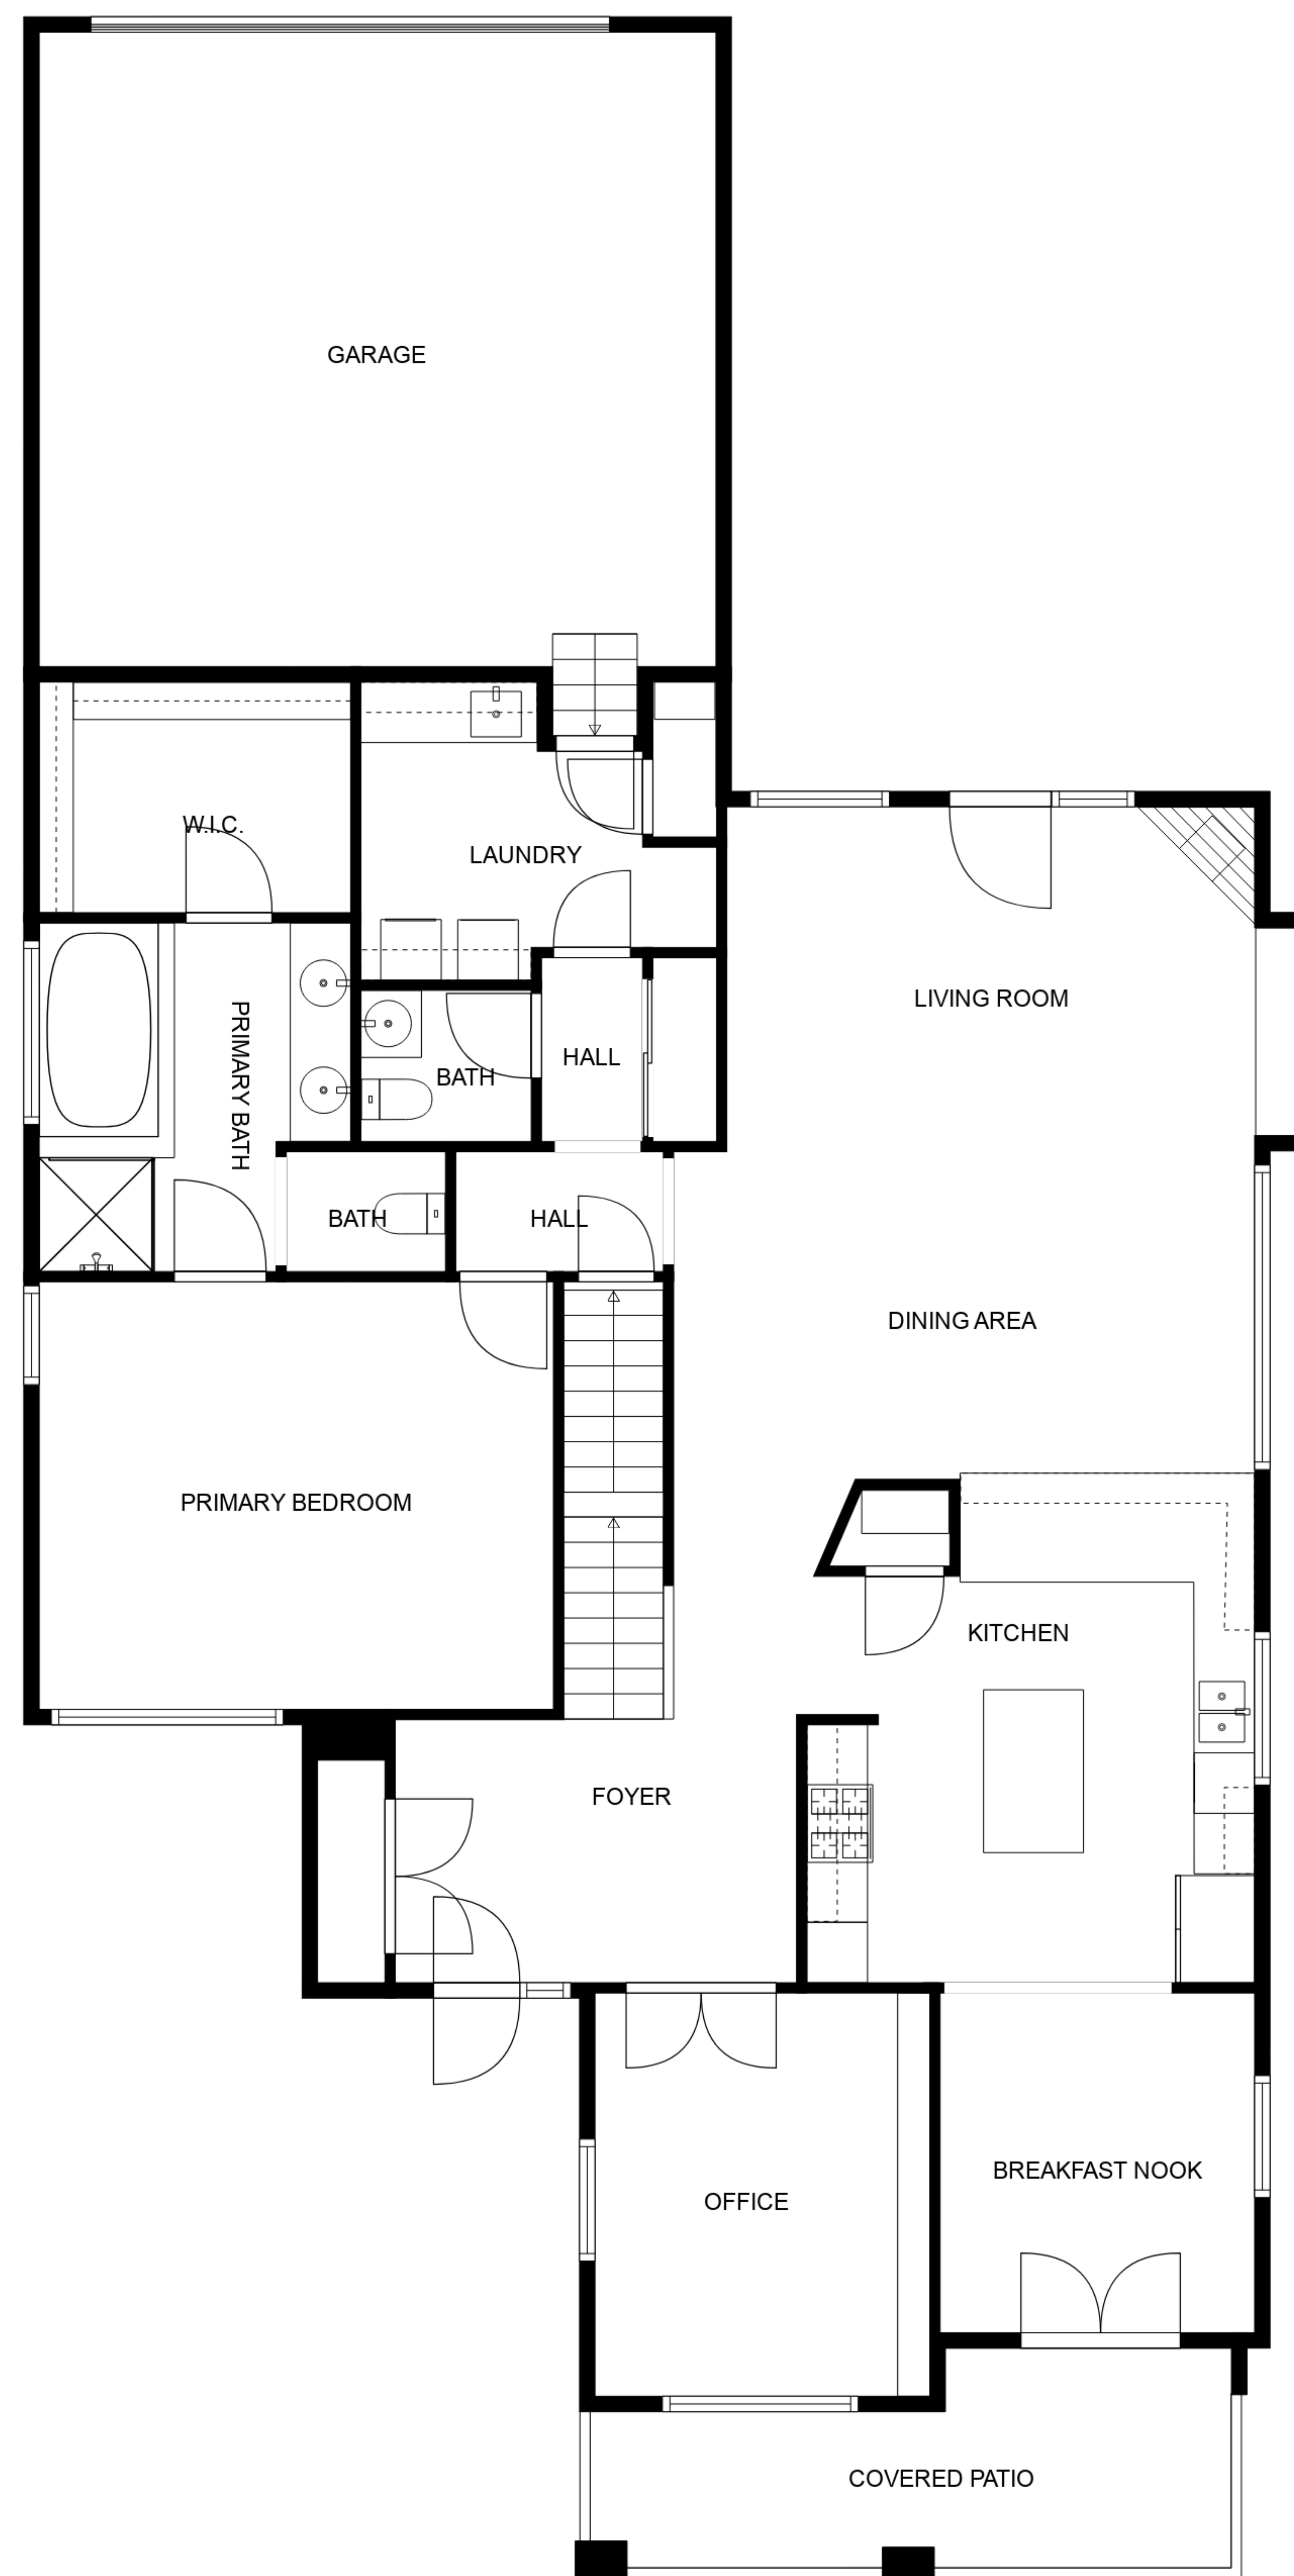 GARAGE
W.I.C.
LAUNDRY
LIVING ROOM
PRIMARY BATH
BATH
HALL
BATH
HALL
DINING AREA
PRIMARY BEDROOM
KITCHEN
FOYER
BREAKFAST NOOK
OFFICE
COVERED PATIO